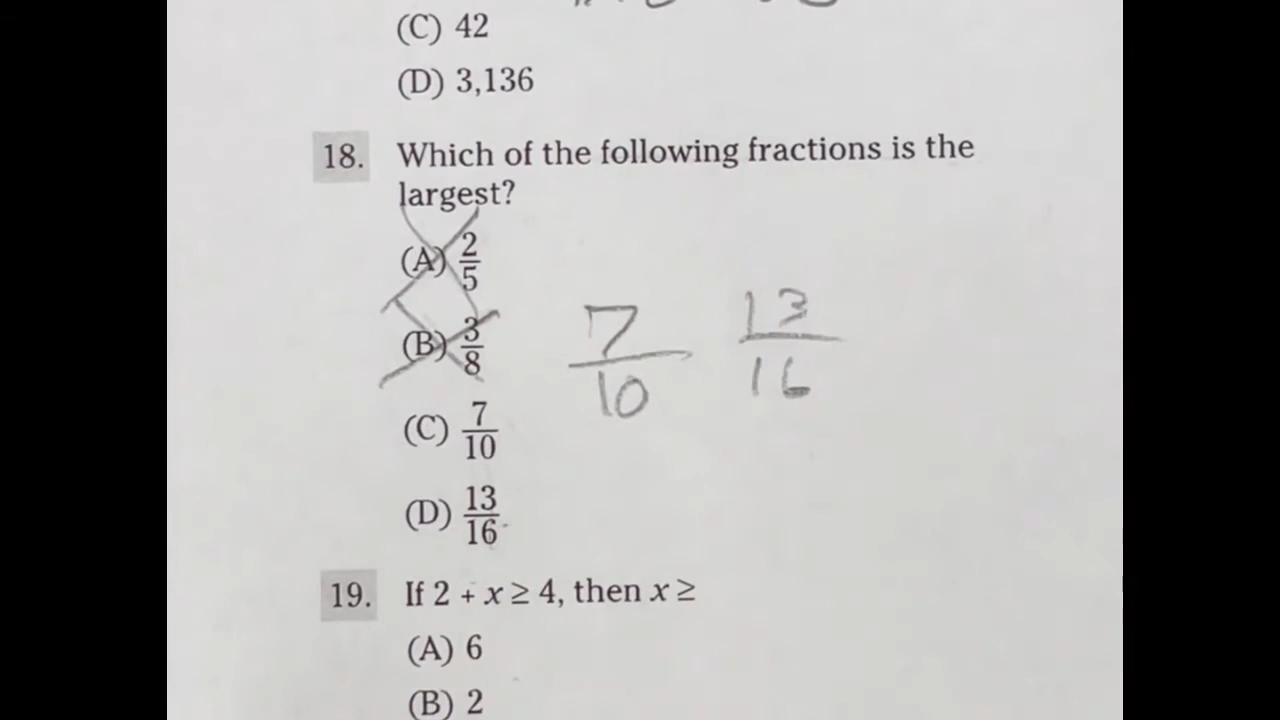 (C) 42
(D) 3,136
18. Which of the following fractions is the
largest?
(A) 2/5
(B) 3/8
7/10 13/16
(C) 7/10
(D) 13/16
19. If 2 + x ≥ 4, then x ≥
(A) 6
(B) 2